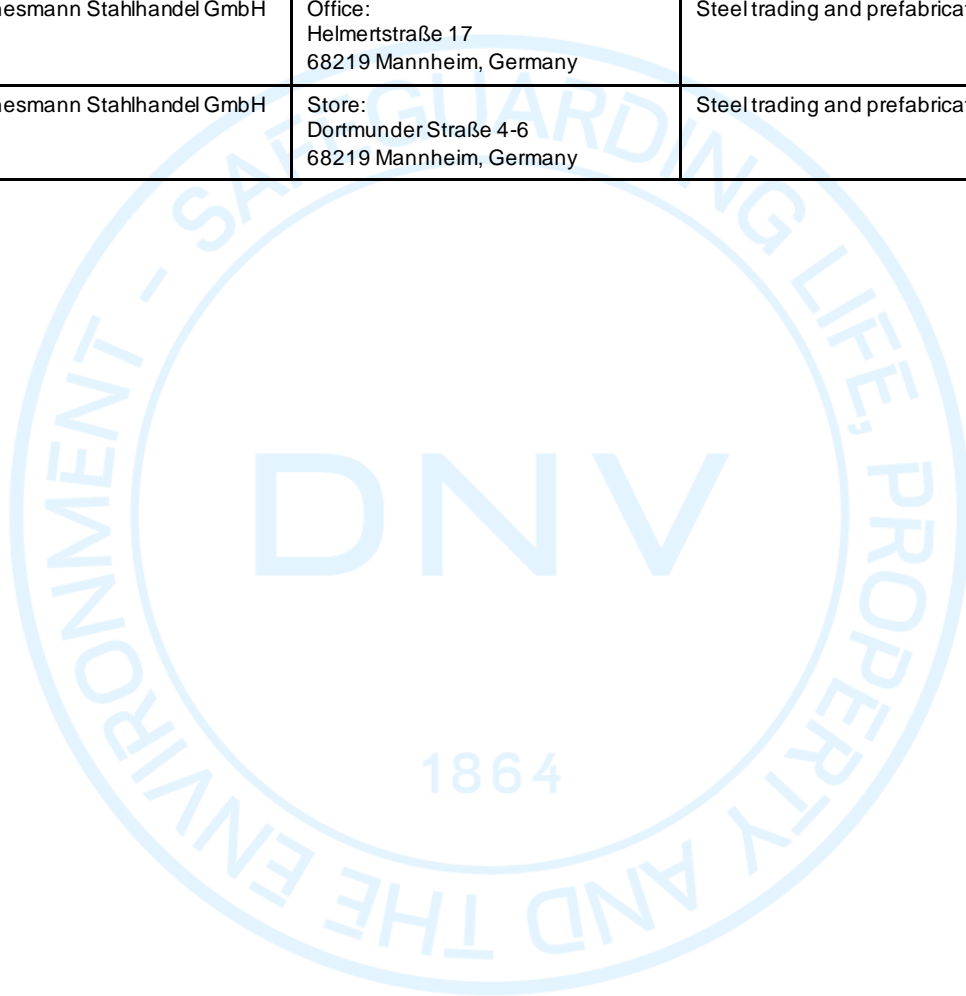 nesmann Stahlhandel GmbH
Office:
Helmertstraße 17
68219 Mannheim, Germany
Steel trading and prefabricat
nesmann Stahlhandel GmbH
Store:
Dortmunder Straße 4-6
68219 Mannheim, Germany
Steel trading and prefabricat
SAFEGUARDING LIFE, PROPERTY AND THE ENVIRONMENT -
DNV
1864